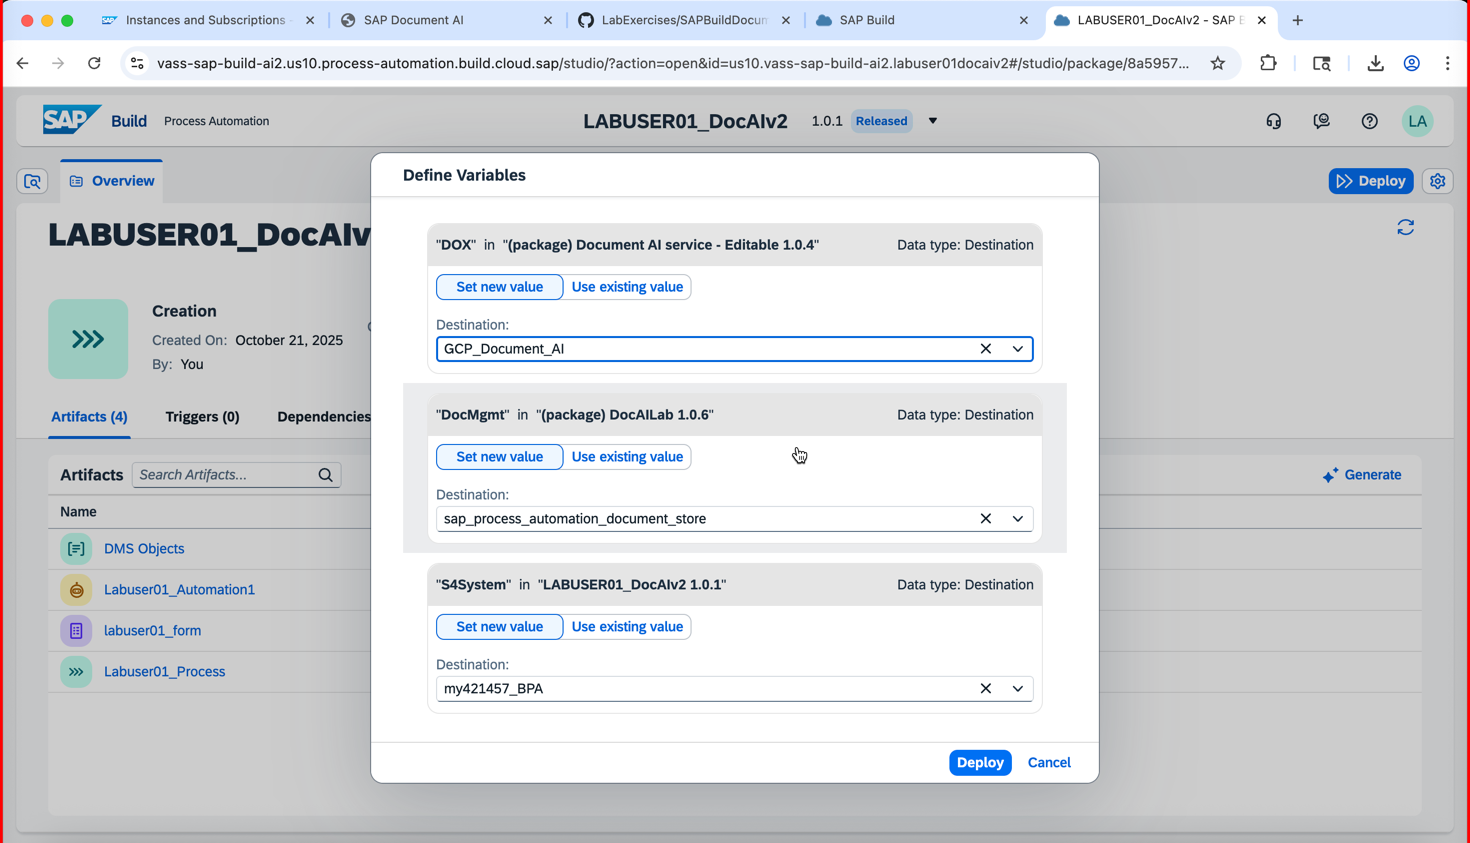 Instances and Subscriptions
SAP Document AI
LabExercises/SAPBuildDocum
SAP Build
LABUSER01_DocAIv2 - SAP B
vass-sap-build-ai2.us10.process-automation.build.cloud.sap/studio/?action=open&id=us10.vass-sap-build-ai2.labuser01docaiv2#/studio/package/8a5957...
SAP Build Process Automation
LABUSER01_DocAIv2 1.0.1 Released
LA
Overview
Deploy
LABUSER01_DocAIv
Creation
Created On: October 21, 2025
By: You
Artifacts (4) Triggers (0) Dependencies
Artifacts Search Artifacts...
Generate
Name
DMS Objects
Labuser01_Automation1
labuser01_form
Labuser01_Process
Define Variables
"DOX" in "(package) Document AI service - Editable 1.0.4" Data type: Destination
Set new value Use existing value
Destination:
GCP_Document_AI
"DocMgmt" in "(package) DocAILab 1.0.6" Data type: Destination
Set new value Use existing value
Destination:
sap_process_automation_document_store
"S4System" in "LABUSER01_DocAIv2 1.0.1" Data type: Destination
Set new value Use existing value
Destination:
my421457_BPA
Deploy Cancel